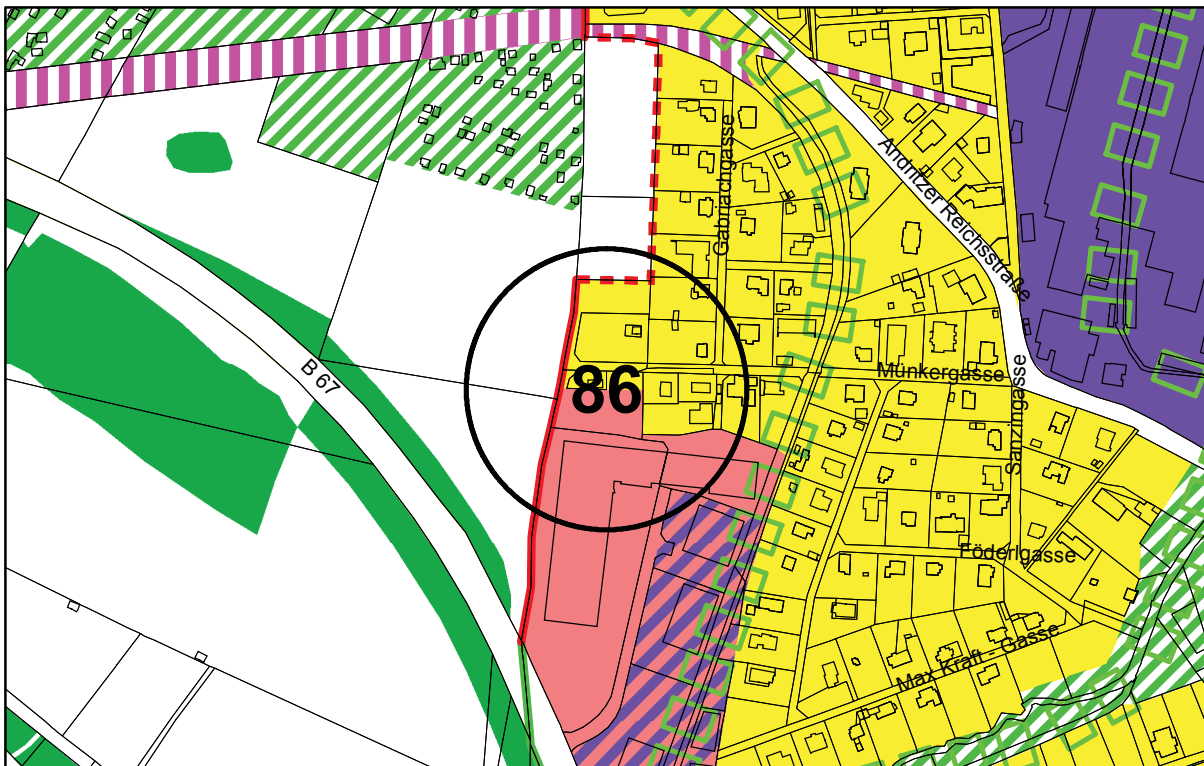 Gabriachgasse
Andritzer Reichsstraße
B 67
86
Münkergasse
Sanzingasse
Föderlgasse
Max Kraft - Gasse